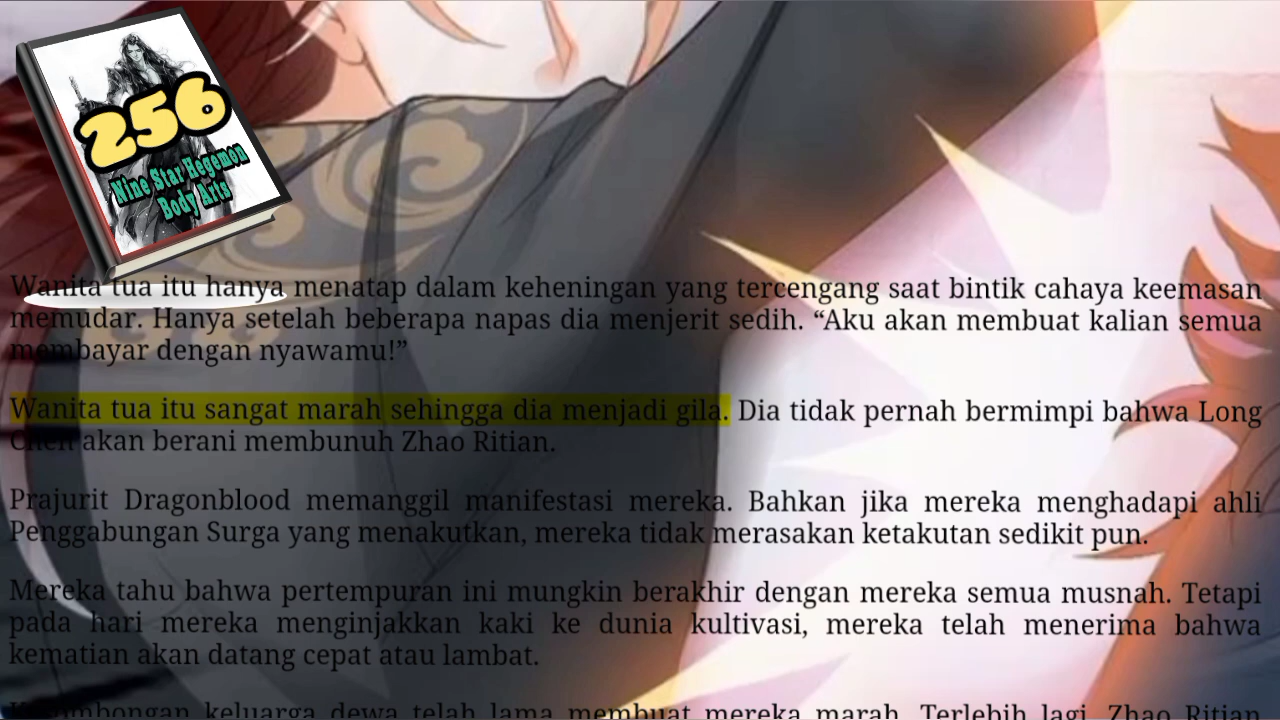 256
Nine Star Hegemon
Body Arts
Wanita tua itu hanya menatap dalam keheningan yang tercengang saat bintik cahaya keemasan
memudar. Hanya setelah beberapa napas dia menjerit sedih. “Aku akan membuat kalian semua
membayar dengan nyawamu!”
Wanita tua itu sangat marah sehingga dia menjadi gila. Dia tidak pernah bermimpi bahwa Long
Chen akan berani membunuh Zhao Ritian.
Prajurit Dragonblood memanggil manifestasi mereka. Bahkan jika mereka menghadapi ahli
Penggabungan Surga yang menakutkan, mereka tidak merasakan ketakutan sedikit pun.
Mereka tahu bahwa pertempuran ini mungkin berakhir dengan mereka semua musnah. Tetapi
pada hari mereka menginjakkan kaki ke dunia kultivasi, mereka telah menerima bahwa
kematian akan datang cepat atau lambat.
Kesombongan keluarga dewa telah lama membuat mereka marah. Terlebih lagi, Zhao Ritian